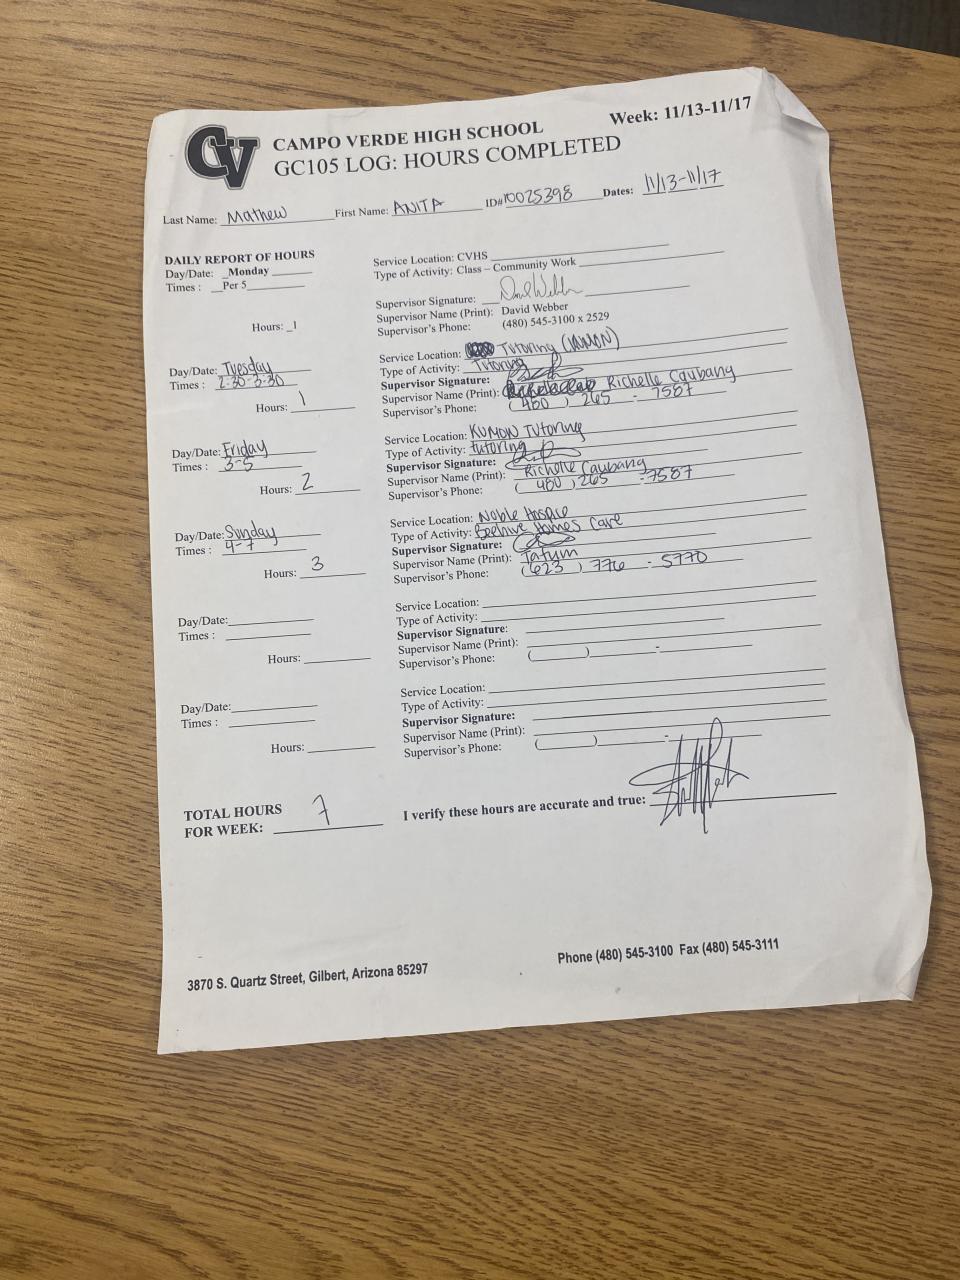 CV
CAMPO VERDE HIGH SCHOOL Week: 11/13-11/17
GC105 LOG: HOURS COMPLETED
Last Name: Mathew First Name: ANITA ID# 10025398 Dates: 11/13-11/17
DAILY REPORT OF HOURS
Day/Date: Monday
Times : Per 5
Hours: 1
Service Location: CVHS
Type of Activity: Class – Community Work
Supervisor Signature: David Webber
Supervisor Name (Print): David Webber
Supervisor's Phone: (480) 545-3100 x 2529
Day/Date: Tuesday
Times : 2:30-3:30
Hours: 1
Service Location: Tutoring (KUMON)
Type of Activity: Tutoring
Supervisor Signature:
Supervisor Name (Print): Richelle Caubang
Supervisor's Phone: (480) 265 - 7587
Day/Date: Friday
Times : 3-5
Hours: 2
Service Location: KUMON Tutoring
Type of Activity: tutoring
Supervisor Signature:
Supervisor Name (Print): Richelle Caubang
Supervisor's Phone: (480) 265 - 7587
Day/Date: Sunday
Times : 4-7
Hours: 3
Service Location: Noble Hospice
Type of Activity: Beehive Homes Care
Supervisor Signature:
Supervisor Name (Print): Tatum
Supervisor's Phone: (623) 776 - 5770
Day/Date:
Times :
Hours:
Service Location:
Type of Activity:
Supervisor Signature:
Supervisor Name (Print):
Supervisor's Phone: ( ) -
Day/Date:
Times :
Hours:
Service Location:
Type of Activity:
Supervisor Signature:
Supervisor Name (Print):
Supervisor's Phone: ( ) -
TOTAL HOURS
FOR WEEK: 7
I verify these hours are accurate and true:
3870 S. Quartz Street, Gilbert, Arizona 85297
Phone (480) 545-3100 Fax (480) 545-3111